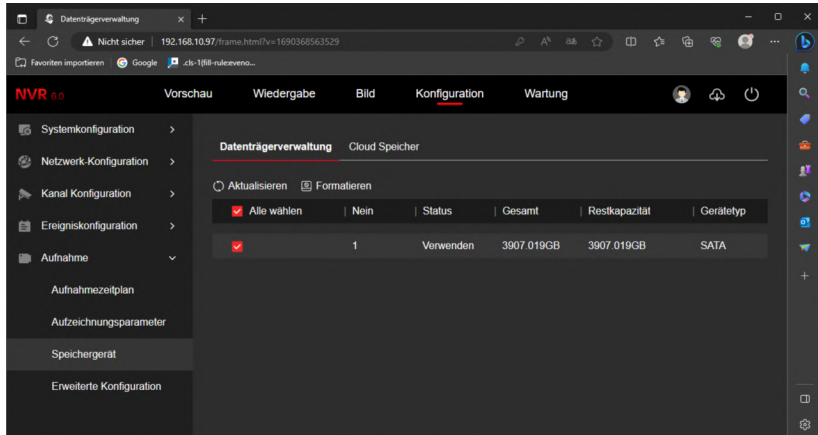 Datenträgerverwaltung
Nicht sicher | 192.168.10.97/frame.html?v=1690368563529
Favoriten importieren Google .cls-1{fill-rule:eveno...
NVR 6.0 Vorschau Wiedergabe Bild Konfiguration Wartung
Systemkonfiguration
Netzwerk-Konfiguration
Kanal Konfiguration
Ereigniskonfiguration
Aufnahme
Aufnahmezeitplan
Aufzeichnungsparameter
Speichergerät
Erweiterte Konfiguration
Datenträgerverwaltung Cloud Speicher
Aktualisieren Formatieren
Alle wählen | Nein | Status | Gesamt | Restkapazität | Gerätetyp
1 Verwenden 3907.019GB 3907.019GB SATA